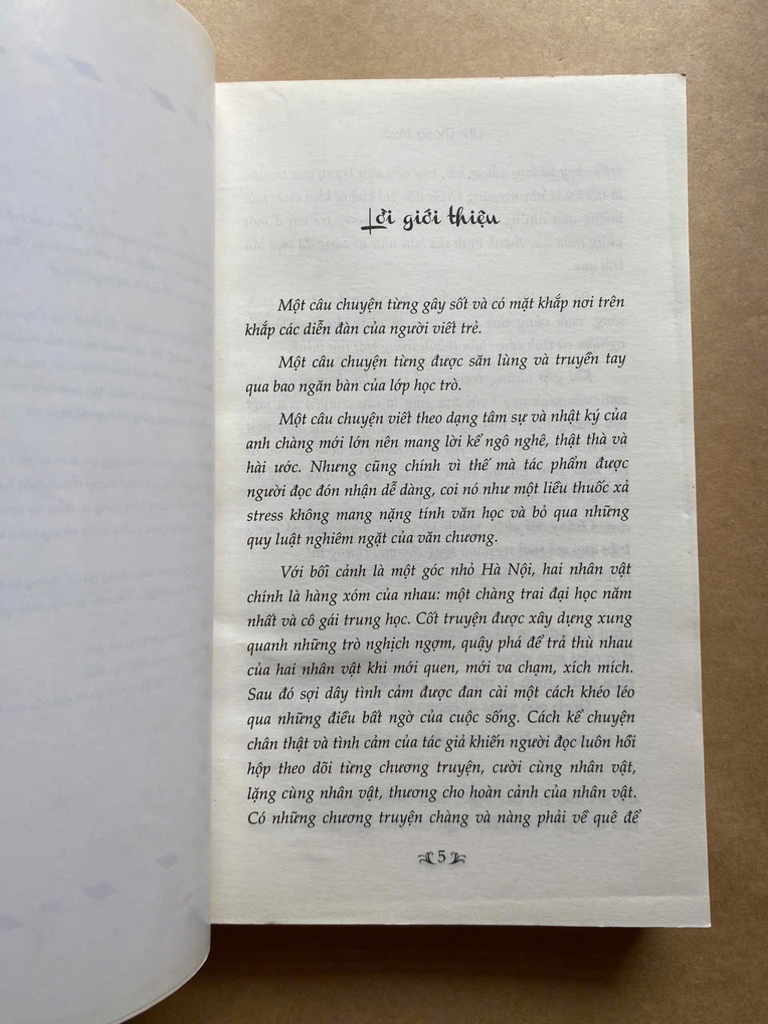 Lời giới thiệu
Một câu chuyện từng gây sốt và có mặt khắp nơi trên
khắp các diễn đàn của người viết trẻ.
Một câu chuyện từng được săn lùng và truyền tay
qua bao ngăn bàn của lớp học trò.
Một câu chuyện viết theo dạng tâm sự và nhật ký của
anh chàng mới lớn nên mang lời kể ngô nghê, thật thà và
hài ước. Nhưng cũng chính vì thế mà tác phẩm được
người đọc đón nhận dễ dàng, coi nó như một liều thuốc xả
stress không mang nặng tính văn học và bỏ qua những
quy luật nghiêm ngặt của văn chương.
Với bối cảnh là một góc nhỏ Hà Nội, hai nhân vật
chính là hàng xóm của nhau: một chàng trai đại học năm
nhất và cô gái trung học. Cốt truyện được xây dựng xung
quanh những trò nghịch ngợm, quậy phá để trả thù nhau
của hai nhân vật khi mới quen, mới va chạm, xích mích.
Sau đó sợi dây tình cảm được đan cài một cách khéo léo
qua những điều bất ngờ của cuộc sống. Cách kể chuyện
chân thật và tình cảm của tác giả khiến người đọc luôn hồi
hộp theo dõi từng chương truyện, cười cùng nhân vật,
lặng cùng nhân vật, thương cho hoàn cảnh của nhân vật.
Có những chương truyện chàng và nàng phải về quê để
5